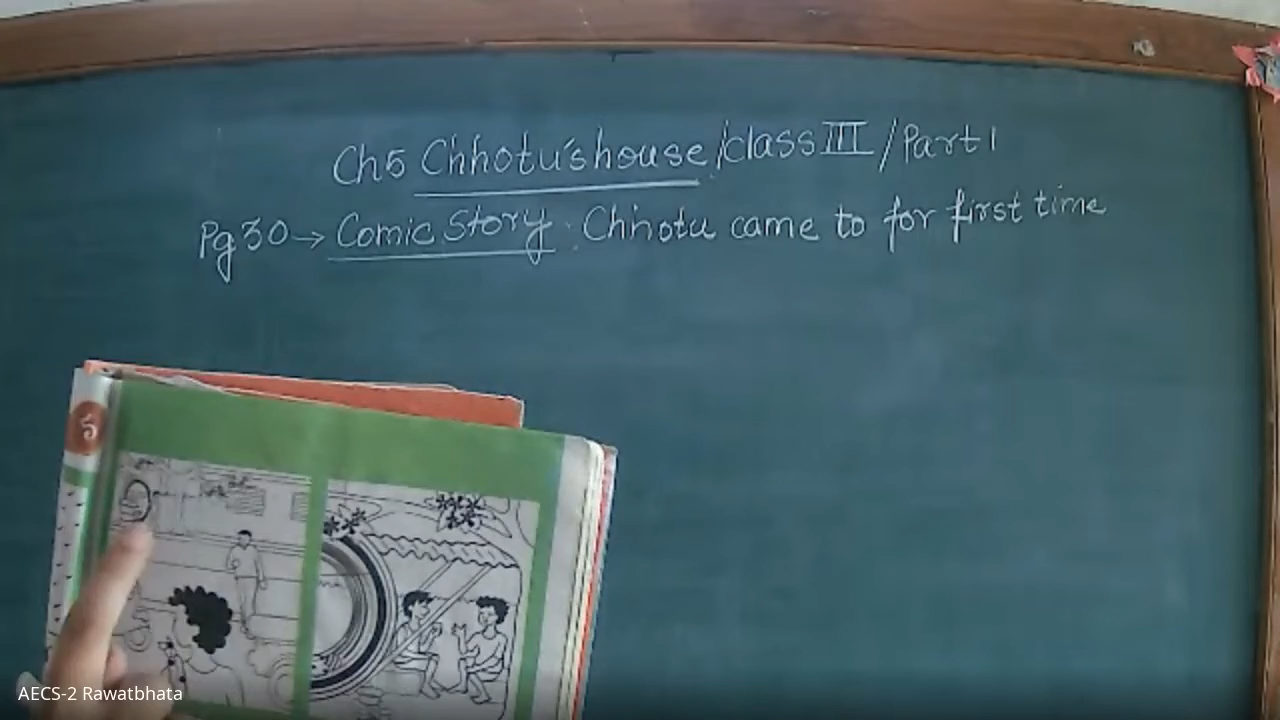 Ch5 Chhotu's house/class III/Part 1
Pg 30→ Comic Story: Chhotu came to for first time
5
AECS-2 Rawatbhata